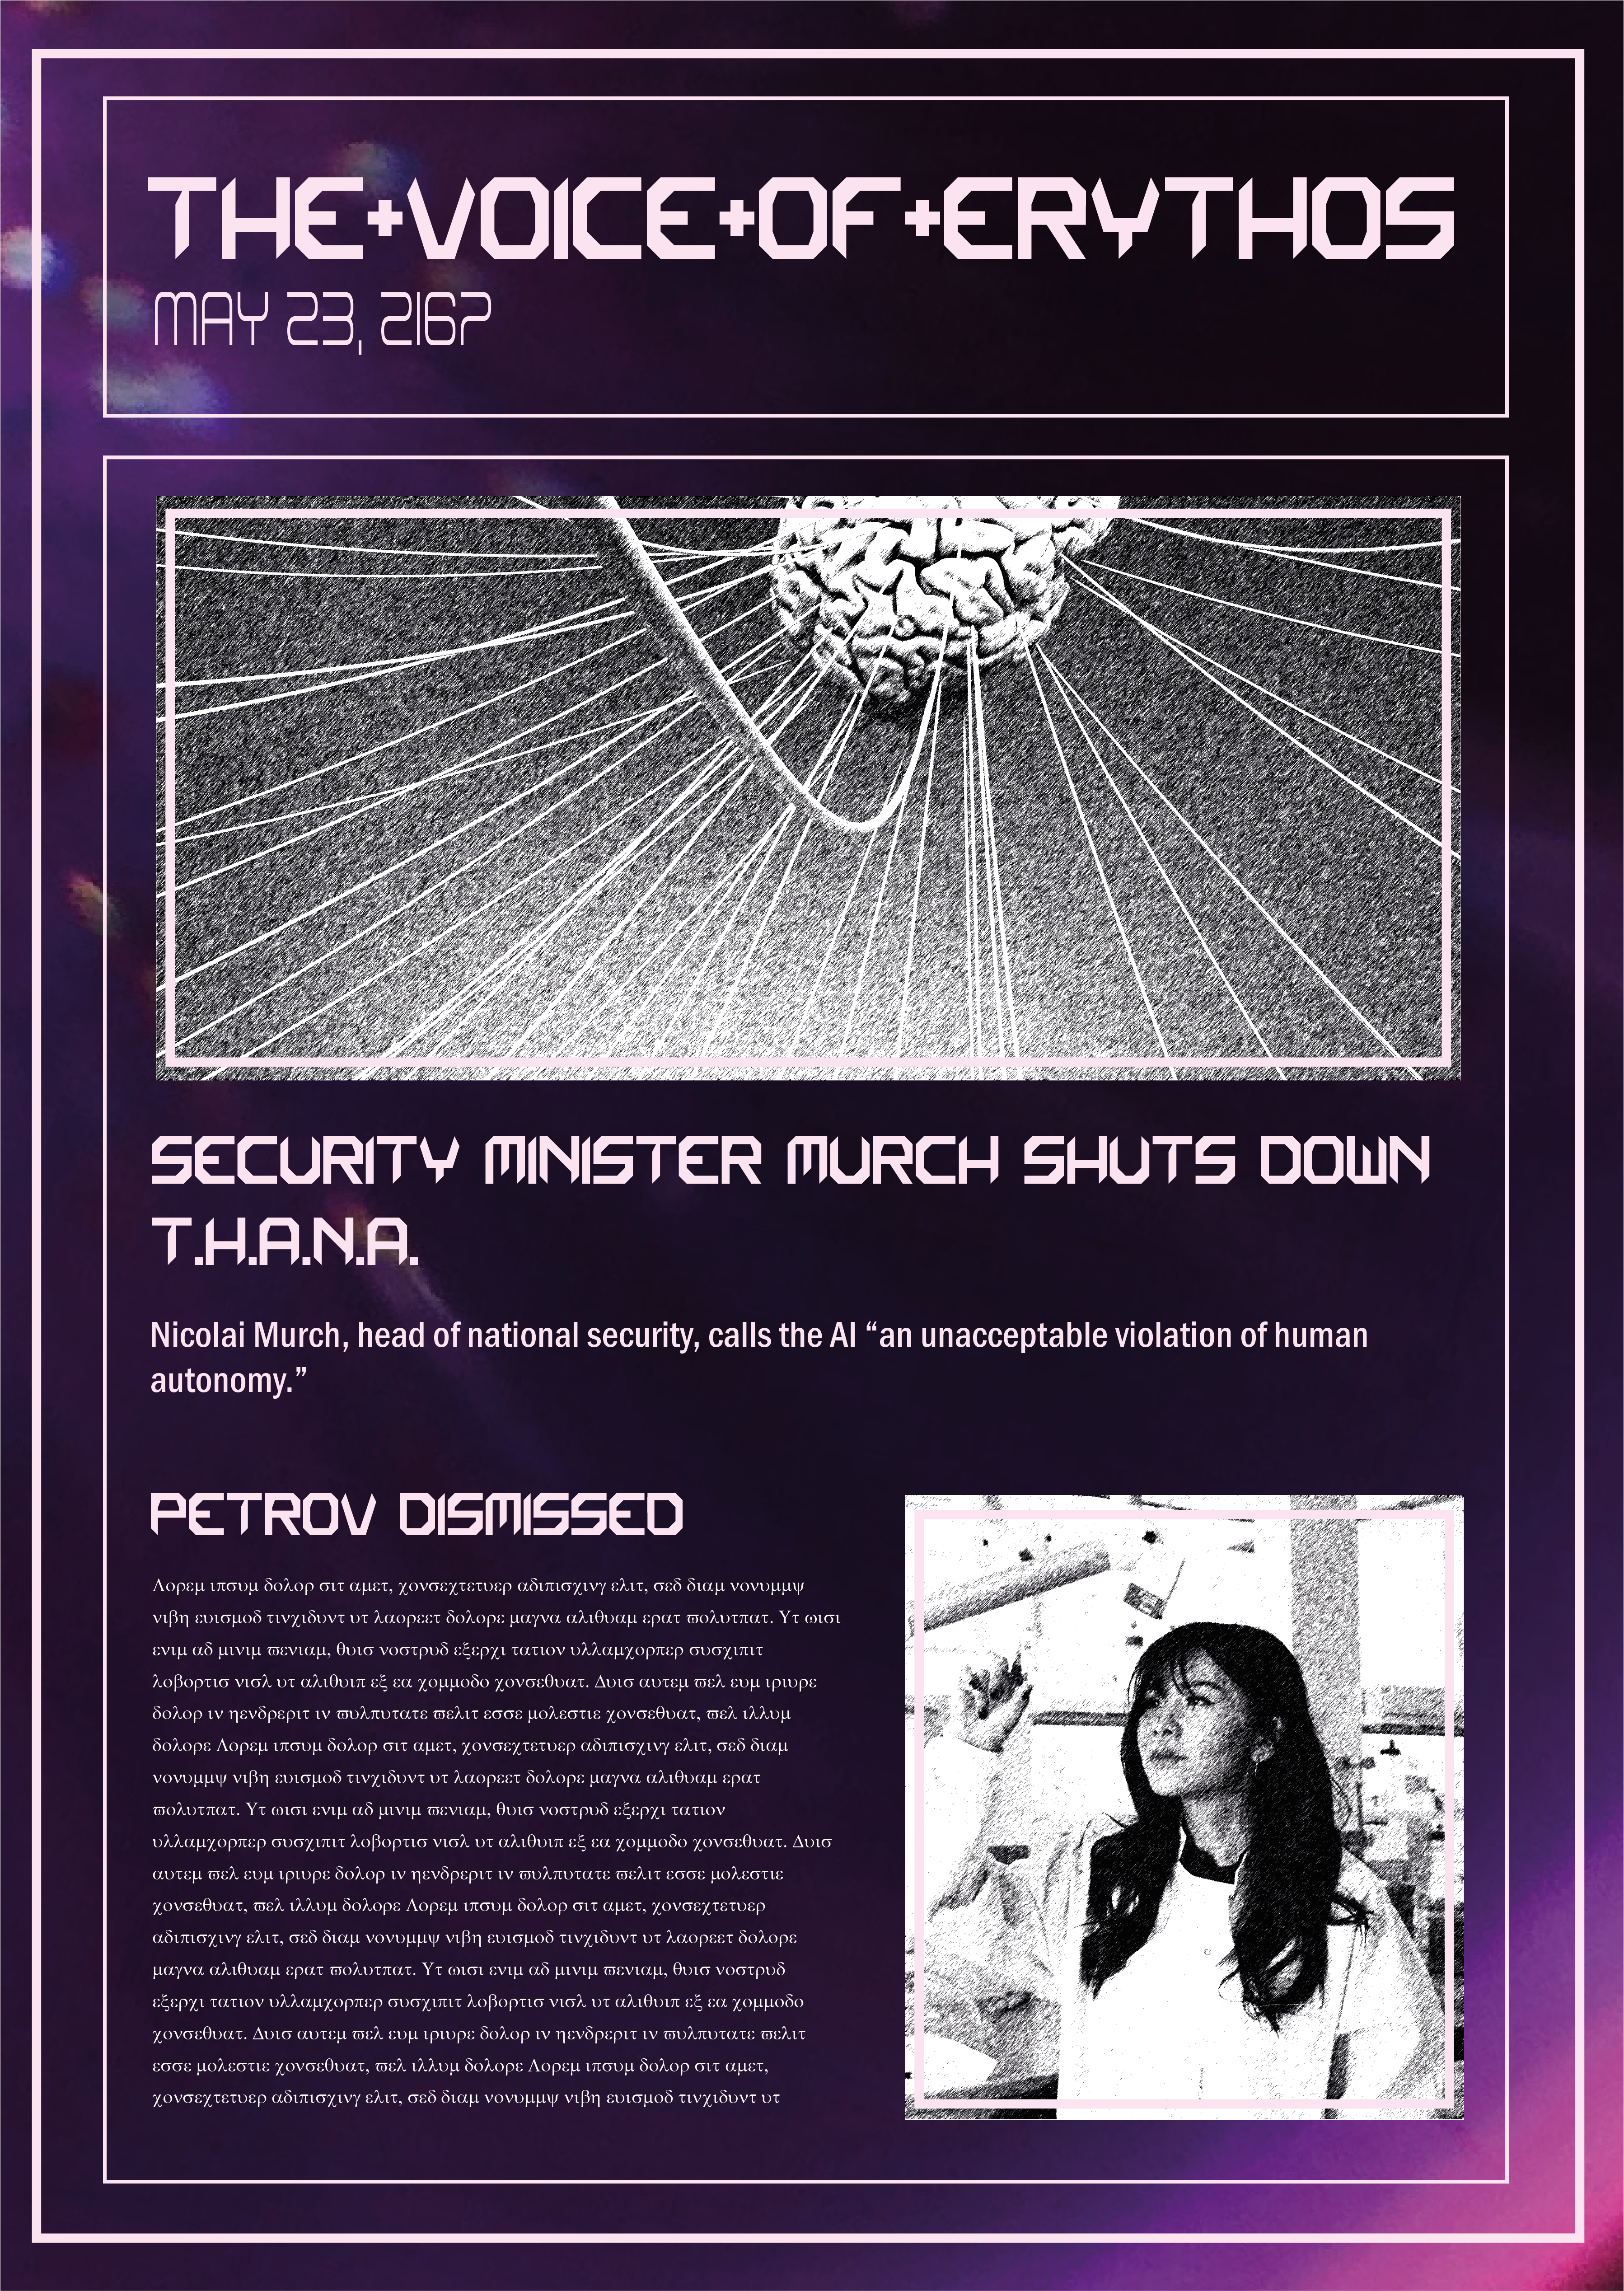 THE+VOICE+OF+ERYTHOS
MAY 23, 2167
SECURITY MINISTER MURCH SHUTS DOWN
T.H.A.N.A.
Nicolai Murch, head of national security, calls the AI “an unacceptable violation of human
autonomy.”
PETROV DISMISSED
Λορεμ ιπσυμ δολορ σιτ αμετ, χονσεχτετυερ αδιπισχινγ ελιτ, σεδ διαμ νονυμμψ
νιβη ευισμοδ τινχιδυντ υτ λαορεετ δολορε μαγνα αλιθυαμ ερατ ϖολυτπατ. Υτ ωισι
ενιμ αδ μινιμ ϖενιαμ, θυισ νοστρυδ εξερχι τατιον υλλαμχορπερ συσχιπιτ
λοβορτισ νισλ υτ αλιθυιπ εξ εα χομμοδο χονσεθυατ. Δυισ αυτεμ ϖελ ευμ ιριυρε
δολορ ιν ηενδρεριτ ιν ϖυλπυτατε ϖελιτ εσσε μολεστιε χονσεθυατ, ϖελ ιλλυμ
δολορε Λορεμ ιπσυμ δολορ σιτ αμετ, χονσεχτετυερ αδιπισχινγ ελιτ, σεδ διαμ
νονυμμψ νιβη ευισμοδ τινχιδυντ υτ λαορεετ δολορε μαγνα αλιθυαμ ερατ
ϖολυτπατ. Υτ ωισι ενιμ αδ μινιμ ϖενιαμ, θυισ νοστρυδ εξερχι τατιον
υλλαμχορπερ συσχιπιτ λοβορτισ νισλ υτ αλιθυιπ εξ εα χομμοδο χονσεθυατ. Δυισ
αυτεμ ϖελ ευμ ιριυρε δολορ ιν ηενδρεριτ ιν ϖυλπυτατε ϖελιτ εσσε μολεστιε
χονσεθυατ, ϖελ ιλλυμ δολορε Λορεμ ιπσυμ δολορ σιτ αμετ, χονσεχτετυερ
αδιπισχινγ ελιτ, σεδ διαμ νονυμμψ νιβη ευισμοδ τινχιδυντ υτ λαορεετ δολορε
μαγνα αλιθυαμ ερατ ϖολυτπατ. Υτ ωισι ενιμ αδ μινιμ ϖενιαμ, θυισ νοστρυδ
εξερχι τατιον υλλαμχορπερ συσχιπιτ λοβορτισ νισλ υτ αλιθυιπ εξ εα χομμοδο
χονσεθυατ. Δυισ αυτεμ ϖελ ευμ ιριυρε δολορ ιν ηενδρεριτ ιν ϖυλπυτατε ϖελιτ
εσσε μολεστιε χονσεθυατ, ϖελ ιλλυμ δολορε Λορεμ ιπσυμ δολορ σιτ αμετ,
χονσεχτετυερ αδιπισχινγ ελιτ, σεδ διαμ νονυμμψ νιβη ευισμοδ τινχιδυντ υτ